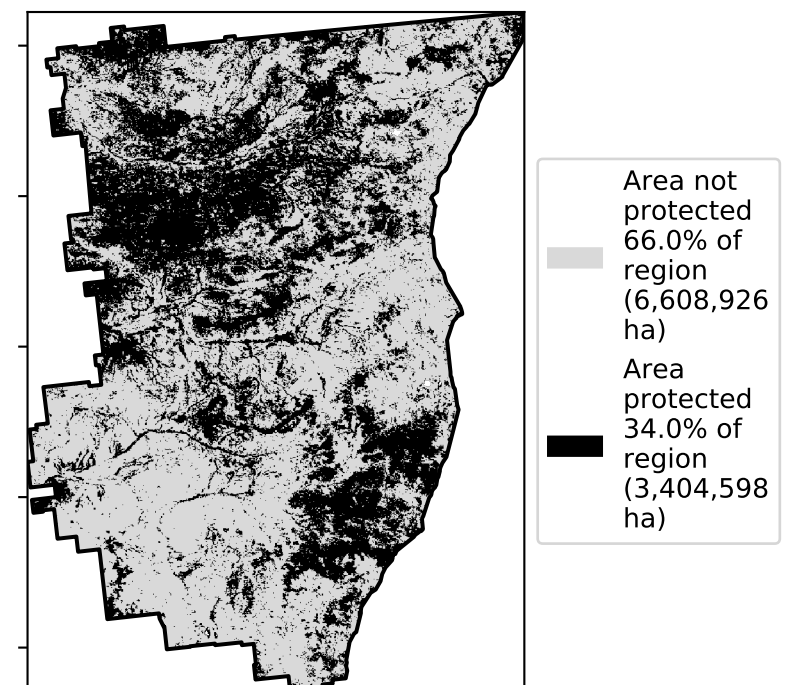 Area not
protected
66.0% of
region
(6,608,926
ha)
Area
protected
34.0% of
region
(3,404,598
ha)